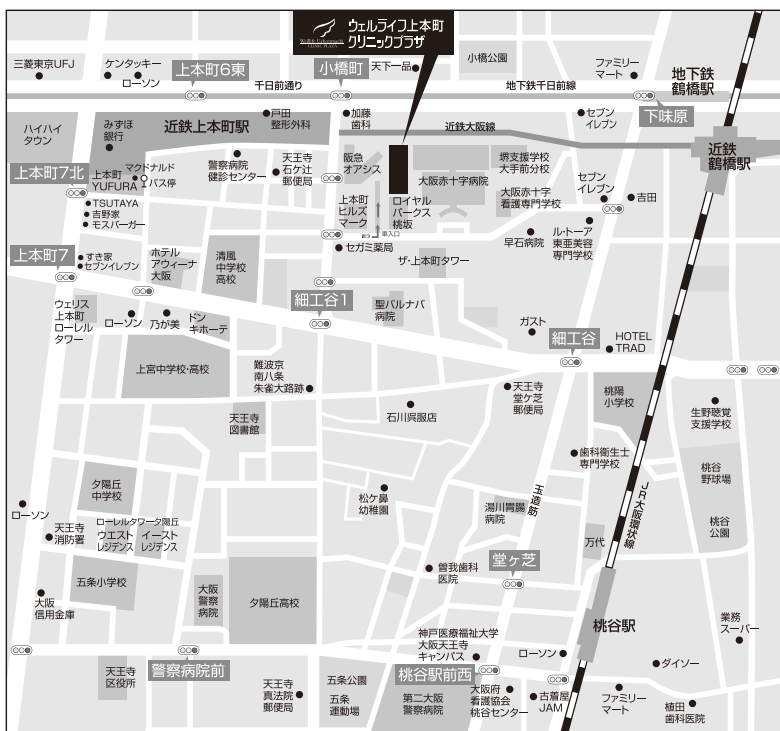 ウェルライフ上本町
クリニックプラザ
三菱東京UFJ
ケンタッキー
ローソン
上本町6東
小橋町
天下一品
小橋公園
ファミリー
マート
地下鉄
鶴橋駅
千日前通り
地下鉄千日前線
ハイハイ
タウン
みずほ
銀行
近鉄上本町駅
戸田
整形外科
加藤
歯科
近鉄大阪線
セブン
イレブン
下味原
近鉄
鶴橋駅
上本町7北
上本町
YUFURA
マクドナルド
バス停
警察病院
健診センター
天王寺
石ケ辻
郵便局
阪急
オアシス
大阪赤十字病院
堺支援学校
大手前分校
大阪赤十字
看護専門学校
セブン
イレブン
吉田
TSUTAYA
吉野家
モスバーガー
上本町
ヒルズ
マーク
車入口
ロイヤル
パークス
桃坂
早石病院
ル・トーア
東亜美容
専門学校
セガミ薬局
ザ・上本町タワー
上本町7
すき家
セブンイレブン
ホテル
アウィーナ
大阪
清風
中学校
高校
ウェリス
上本町
ローレル
タワー
ローソン
乃が美
ドン
キホーテ
細工谷1
聖バルナバ
病院
ガスト
細工谷
HOTEL
TRAD
上宮中学校・高校
難波京
南八条
朱雀大路跡
天王寺
図書館
石川呉服店
天王寺
堂ケ芝
郵便局
桃陽
小学校
生野聴覚
支援学校
歯科衛生士
専門学校
桃谷
野球場
桃谷
公園
JR大阪環状線
玉造筋
夕陽丘
中学校
松ケ鼻
幼稚園
湯川胃腸
病院
万代
ローソン
天王寺
消防署
ローレルタワー夕陽丘
ウエスト
レジデンス
イースト
レジデンス
五条小学校
大阪
信用金庫
大阪
警察
病院
夕陽丘高校
曽我歯科
医院
堂ヶ芝
桃谷駅
業務
スーパー
警察病院前
天王寺
区役所
天王寺
真法院
郵便局
五条公園
五条
運動場
神戸医療福祉大学
大阪天王寺
キャンパス
桃谷駅前西
第二大阪
警察病院
ローソン
大阪府
看護協会
桃谷センター
古着屋
JAM
ダイソー
ファミリー
マート
植田
歯科医院